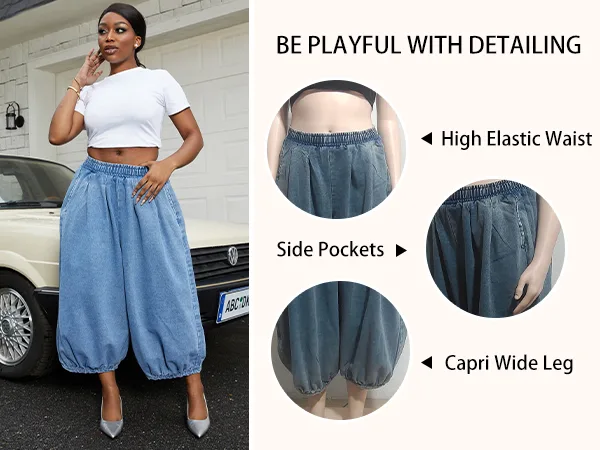 BE PLAYFUL WITH DETAILING
High Elastic Waist
Side Pockets
Capri Wide Leg